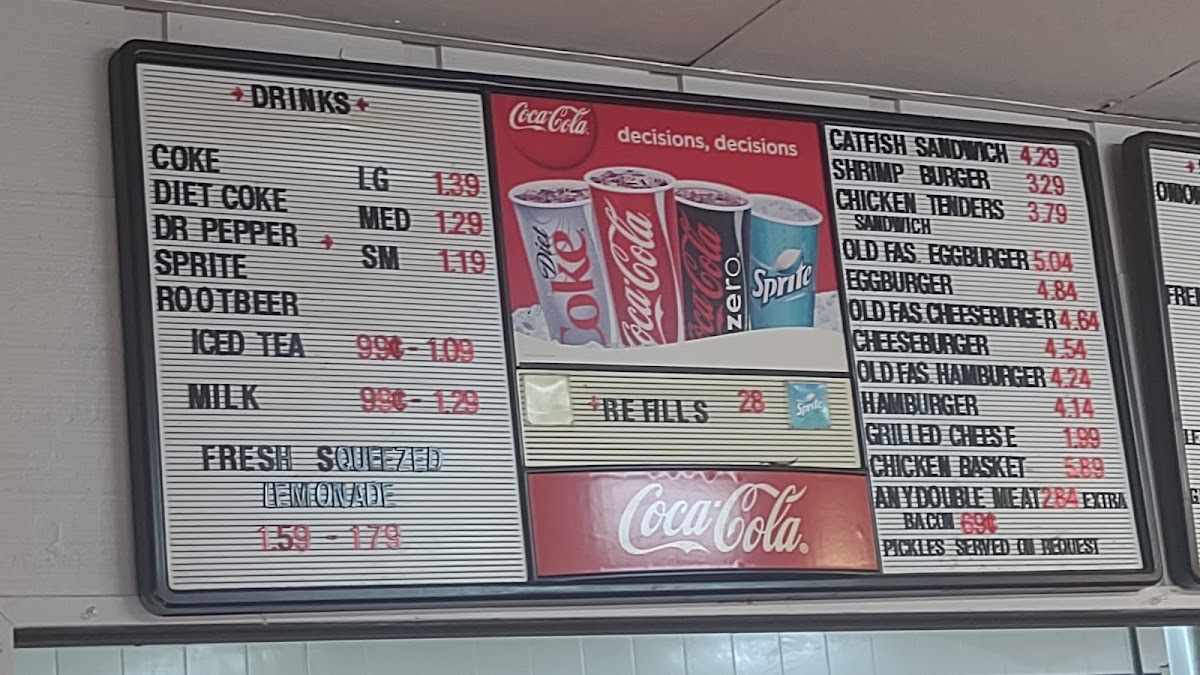 DRINKS
COKE
DIET COKE
DR PEPPER
SPRITE
ROOTBEER
LG 1.39
MED 1.29
SM 1.19
ICED TEA 99¢-1.09
MILK 99¢-1.29
FRESH SQUEEZED
LEMONADE
1.59 - 179
Coca-Cola
decisions, decisions
Diet Coke
Coca-Cola
Coca-Cola zero
Sprite
REFILLS 28
Sprite
Coca-Cola
CATFISH SANDWICH 4.29
SHRIMP BURGER 3.29
CHICKEN TENDERS 3.79
SANDWICH
OLD FAS. EGGBURGER 5.04
EGGBURGER 4.84
OLD FAS.CHEESEBURGER 4.64
CHEESEBURGER 4.54
OLD FAS. HAMBURGER 4.24
HAMBURGER 4.14
GRILLED CHEESE 1.99
CHICKEN BASKET 5.89
ANY DOUBLE MEAT 2.84 EXTRA
BACON 69¢
PICKLES SERVED ON REQUEST